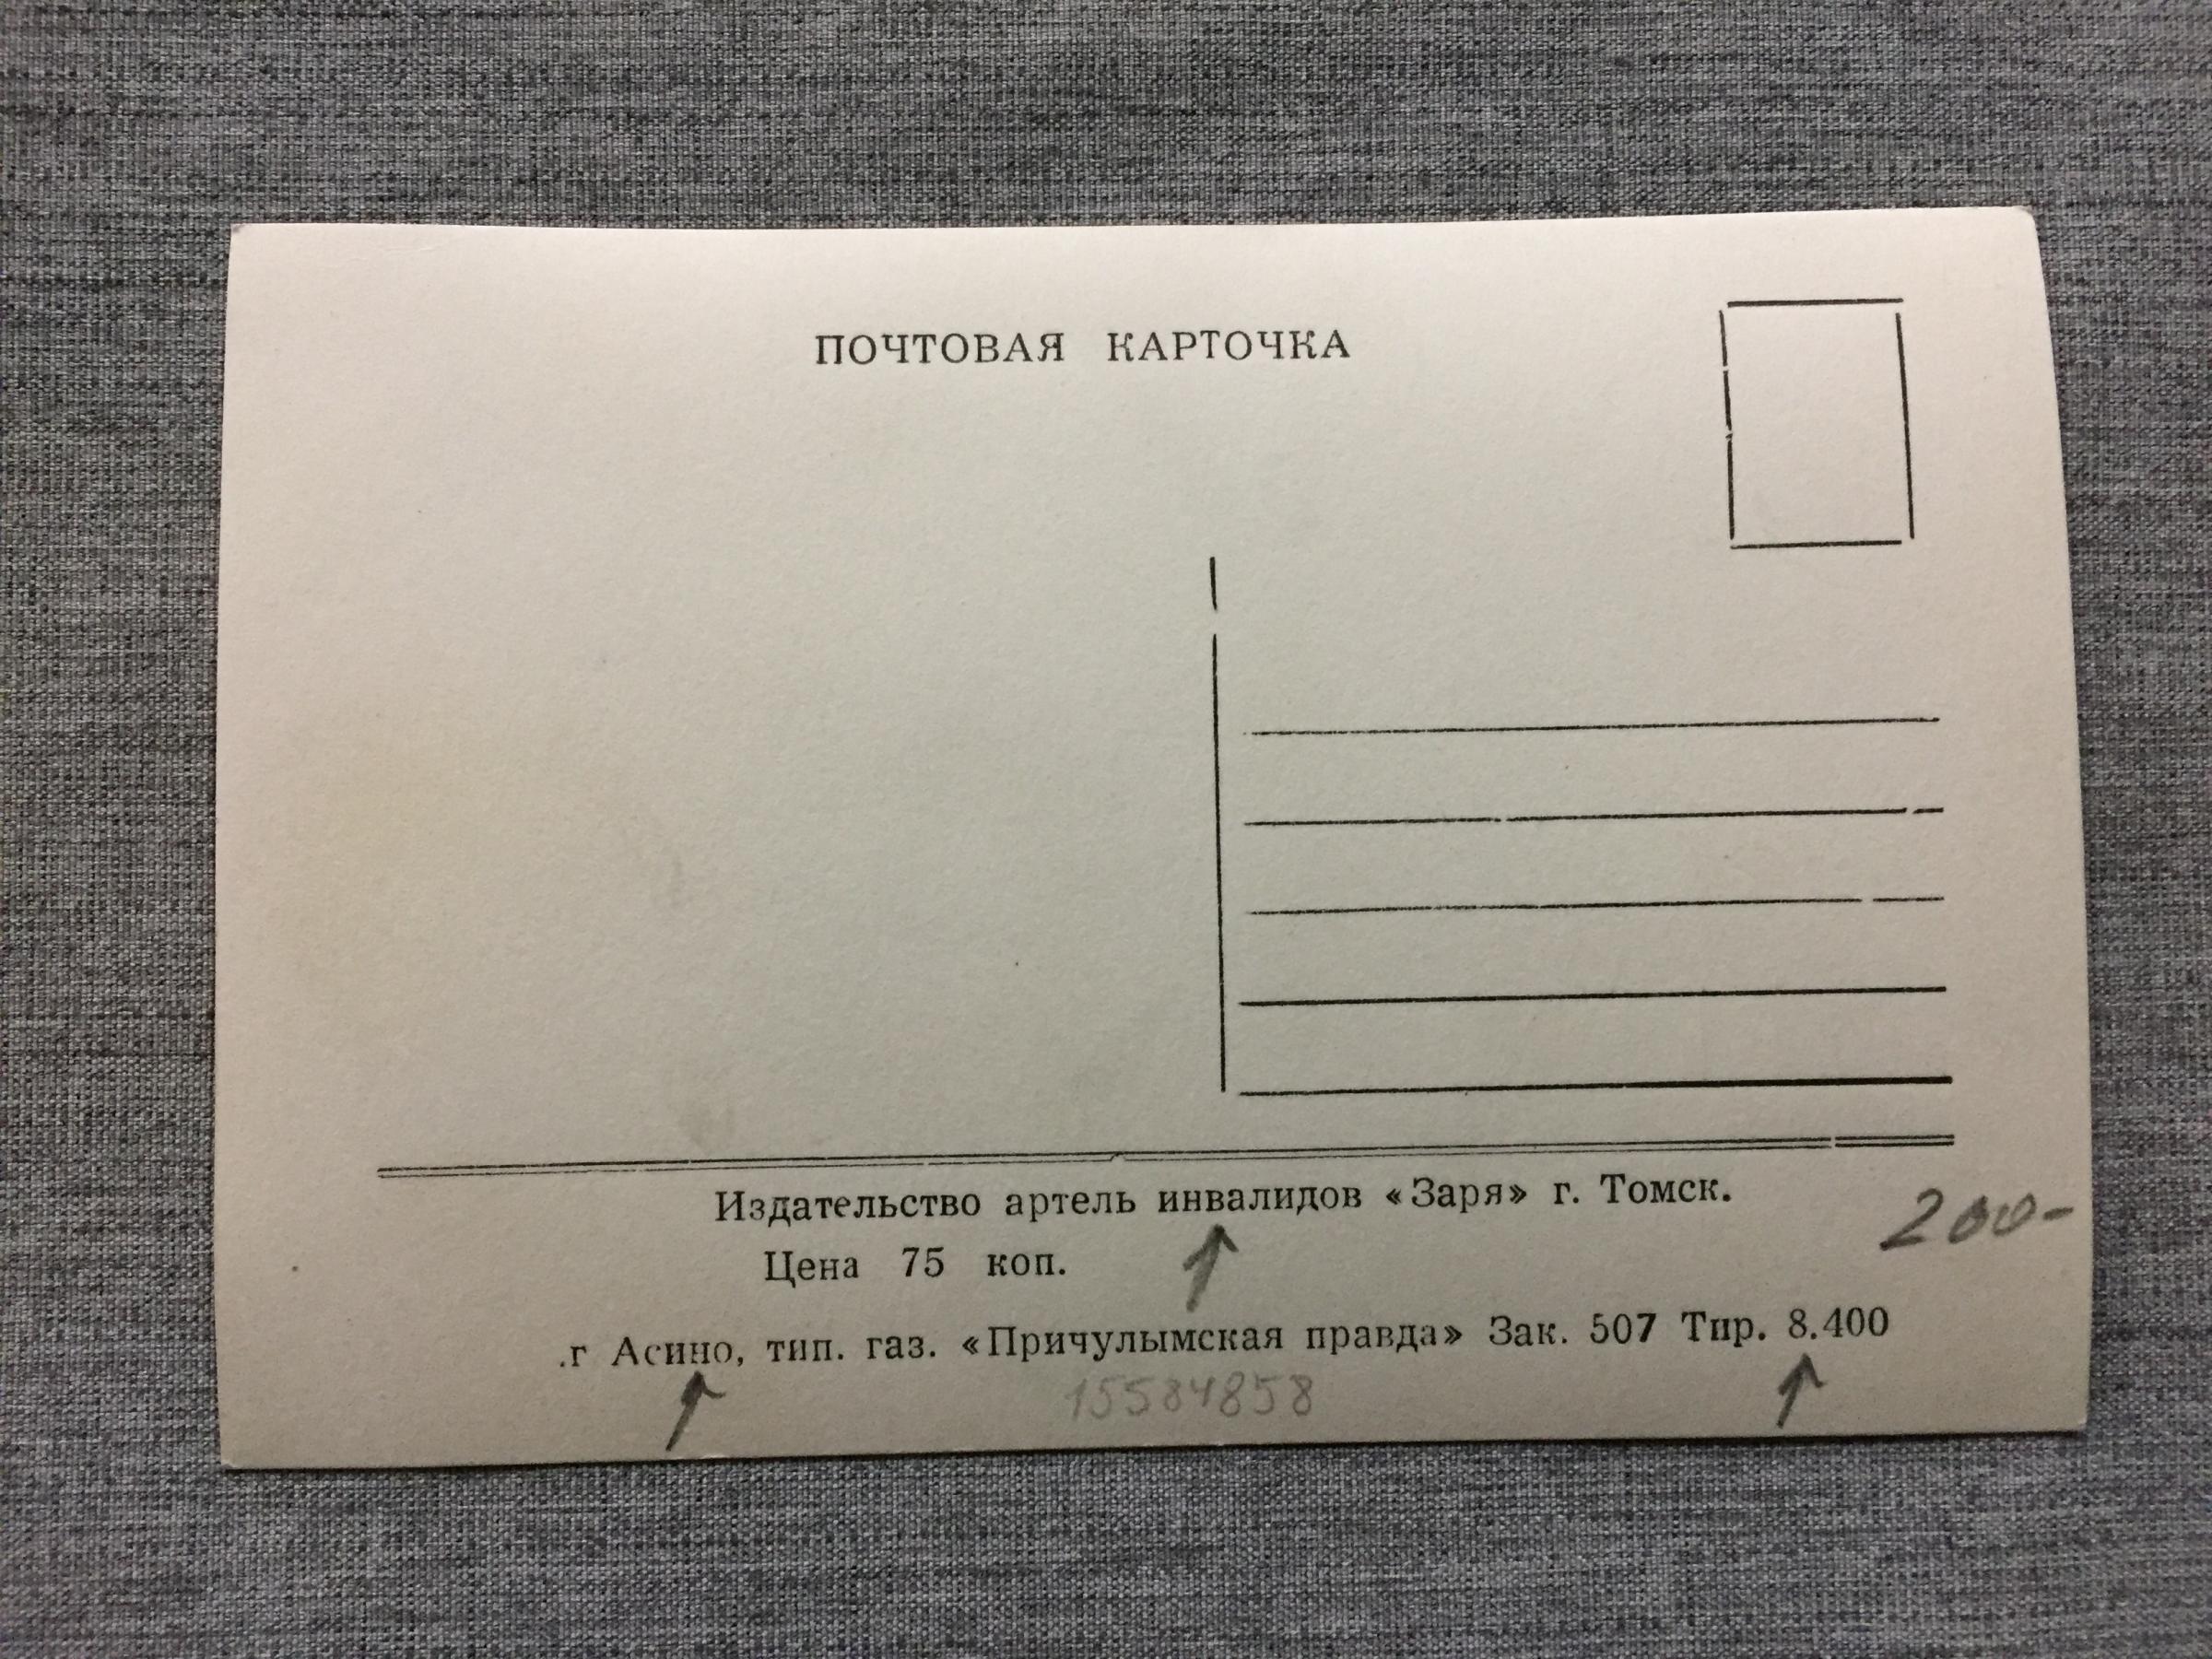 ПОЧТОВАЯ КАРТОЧКА
Издательство артель инвалидов «Заря» г. Томск.
200-
Цена 75 коп.
.г Асино, тип. газ. «Причулымская правда» Зак. 507 Тир. 8.400
15584858